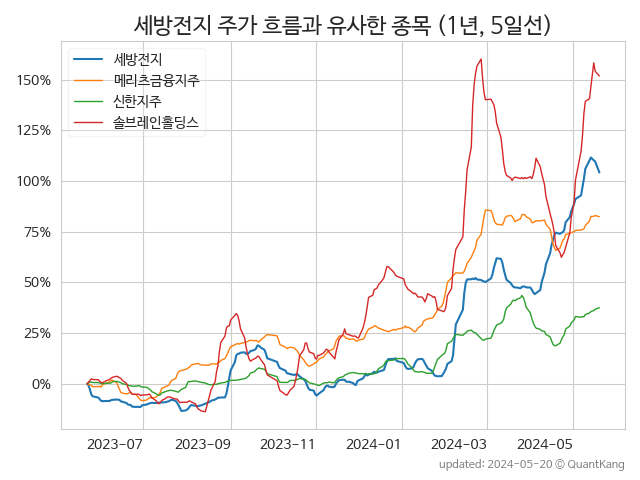 세방전지 주가 흐름과 유사한 종목 (1년, 5일선)
세방전지
메리츠금융지주
신한지주
솔브레인홀딩스
150%
125%
100%
75%
50%
25%
0%
2023-07 2023-09 2023-11 2024-01 2024-03 2024-05
updated: 2024-05-20 © QuantKang